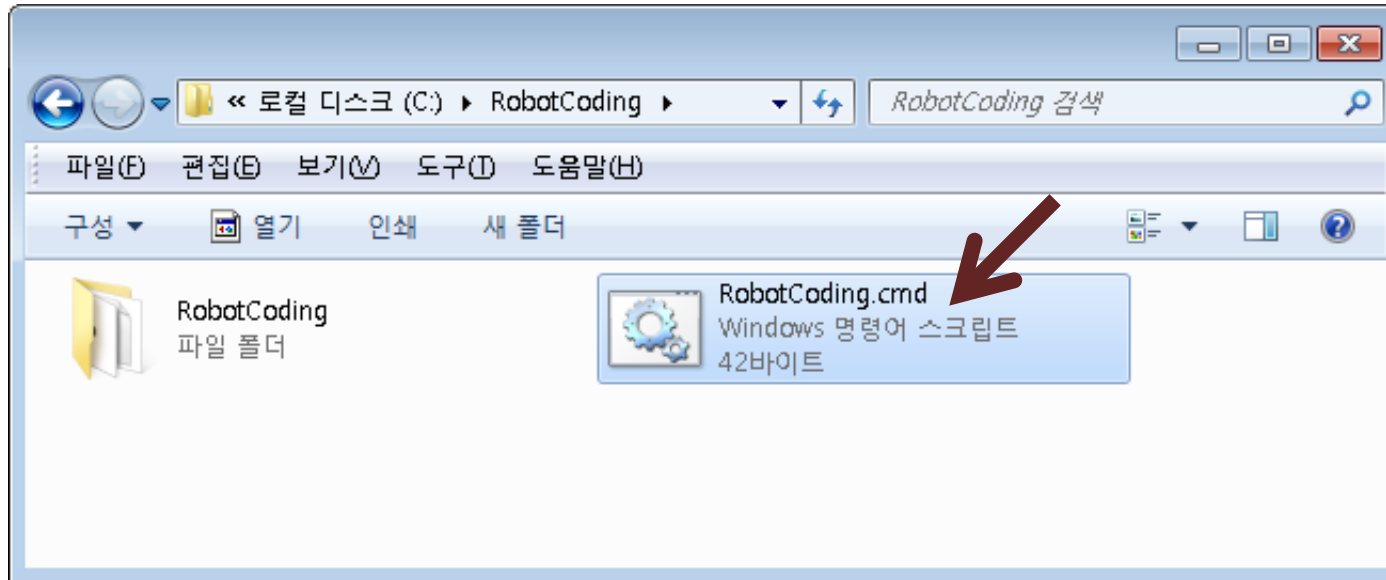 « 로컬 디스크 (C:) ▸ RobotCoding ▸
RobotCoding 검색
파일(F) 편집(E) 보기(V) 도구(T) 도움말(H)
구성 열기 인쇄 새 폴더
RobotCoding
파일 폴더
RobotCoding.cmd
Windows 명령어 스크립트
42바이트